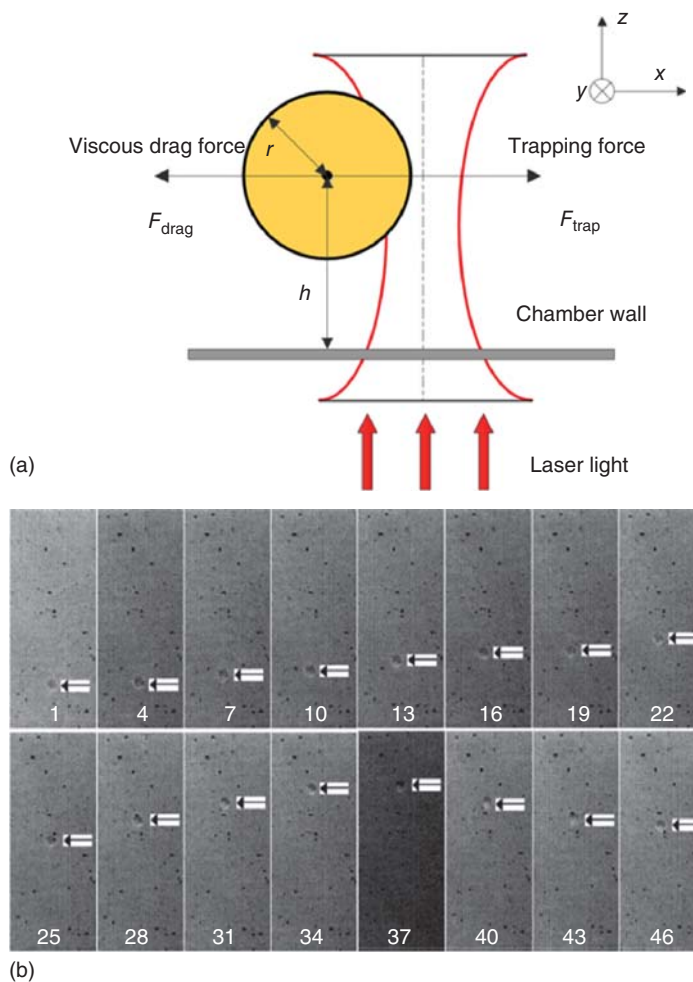 z
y
x
Viscous drag force
r
Trapping force
F_drag
F_trap
h
Chamber wall
(a)
Laser light
1 4 7 10 13 16 19 22
25 28 31 34 37 40 43 46
(b)